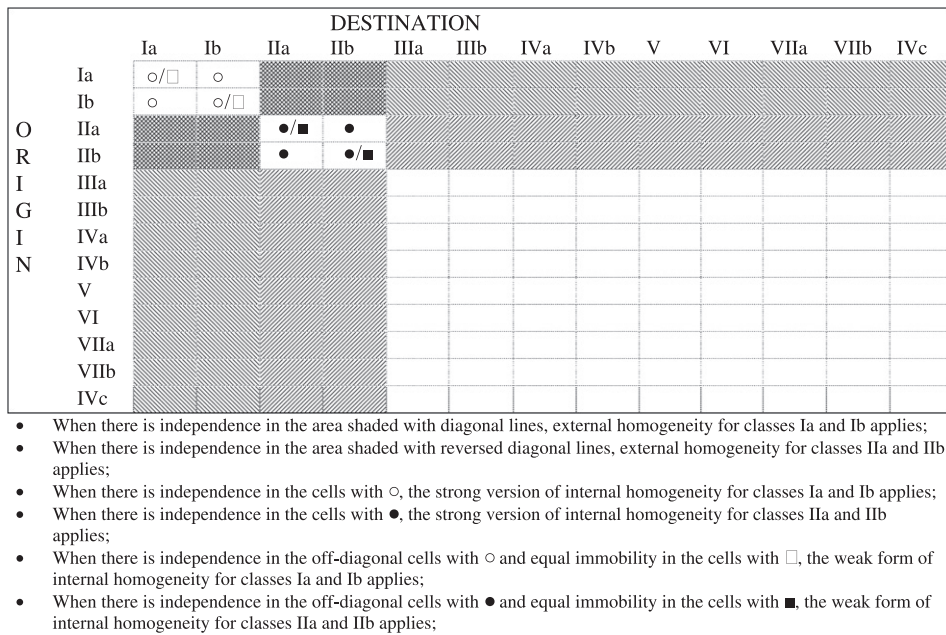 DESTINATION
Ia Ib IIa IIb IIIa IIIb IVa IVb V VI VIIa VIIb IVc
Ia ○/□ ○
Ib ○ ○/□
O IIa ●/■ ●
R IIb ● ●/■
I IIIa
G IIIb
I IVa
N IVb
V
VI
VIIa
VIIb
IVc
• When there is independence in the area shaded with diagonal lines, external homogeneity for classes Ia and Ib applies;
• When there is independence in the area shaded with reversed diagonal lines, external homogeneity for classes IIa and IIb
applies;
• When there is independence in the cells with ○, the strong version of internal homogeneity for classes Ia and Ib applies;
• When there is independence in the cells with ●, the strong version of internal homogeneity for classes IIa and IIb
applies;
• When there is independence in the off-diagonal cells with ○ and equal immobility in the cells with □, the weak form of
internal homogeneity for classes Ia and Ib applies;
• When there is independence in the off-diagonal cells with ● and equal immobility in the cells with ■, the weak form of
internal homogeneity for classes IIa and IIb applies;